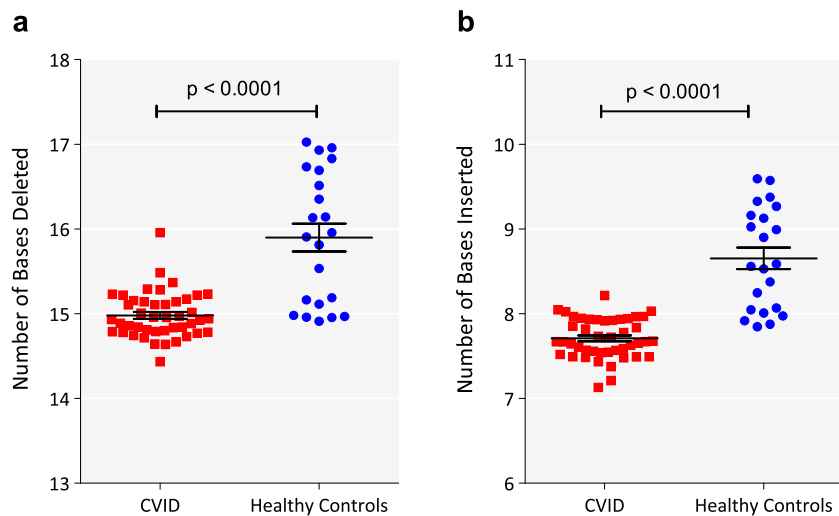 a
Number of Bases Deleted
18
17
16
15
14
13
p < 0.0001
CVID
Healthy Controls
b
Number of Bases Inserted
11
10
9
8
7
6
p < 0.0001
CVID
Healthy Controls